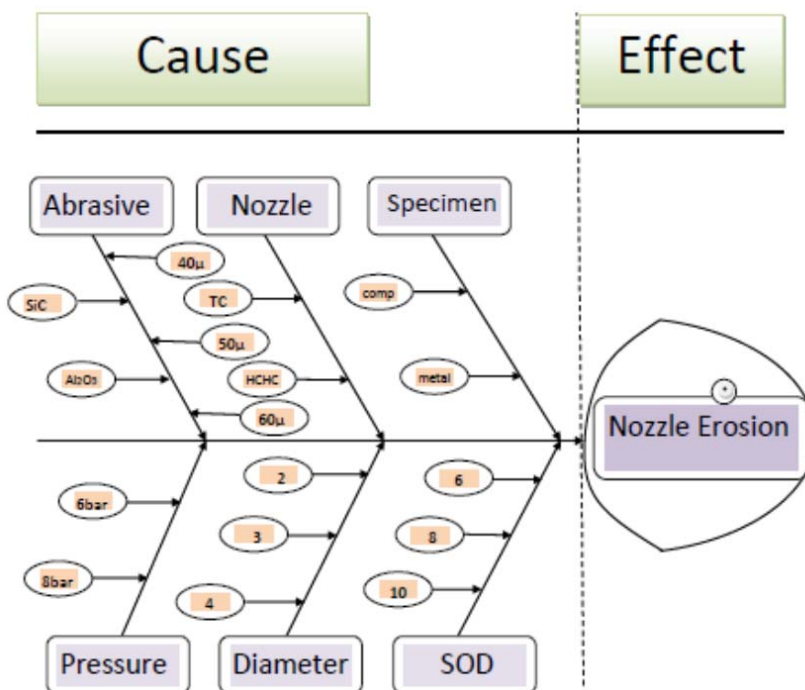 Cause
Effect
Abrasive
Nozzle
Specimen
40µ
SiC
TC
comp
50µ
Al2O3
HCHC
metal
60µ
Nozzle Erosion
2
6
6bar
3
8
8bar
4
10
Pressure
Diameter
SOD